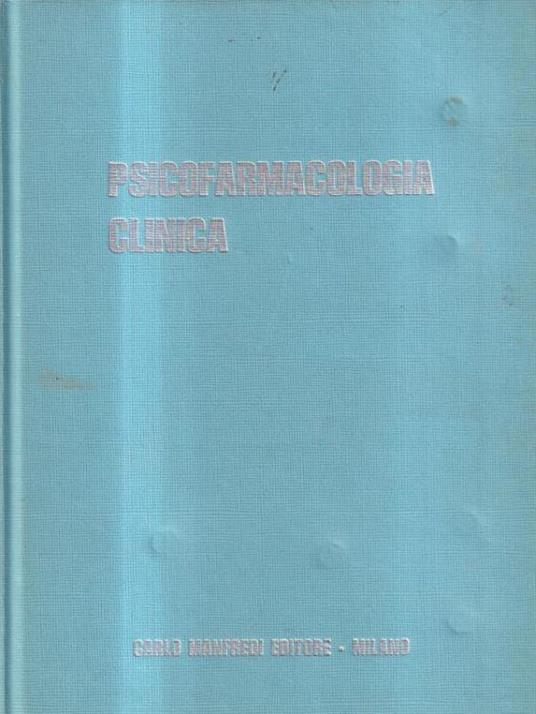 PSICOFARMACOLOGIA
CLINICA
CARLO MANFREDI EDITORE - MILANO